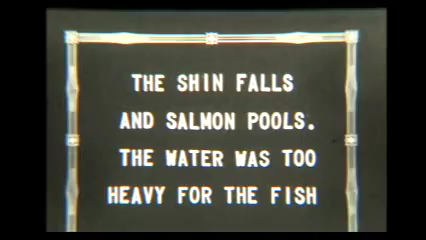 THE SHIN FALLS
AND SALMON POOLS.
THE WATER WAS TOO
HEAVY FOR THE FISH